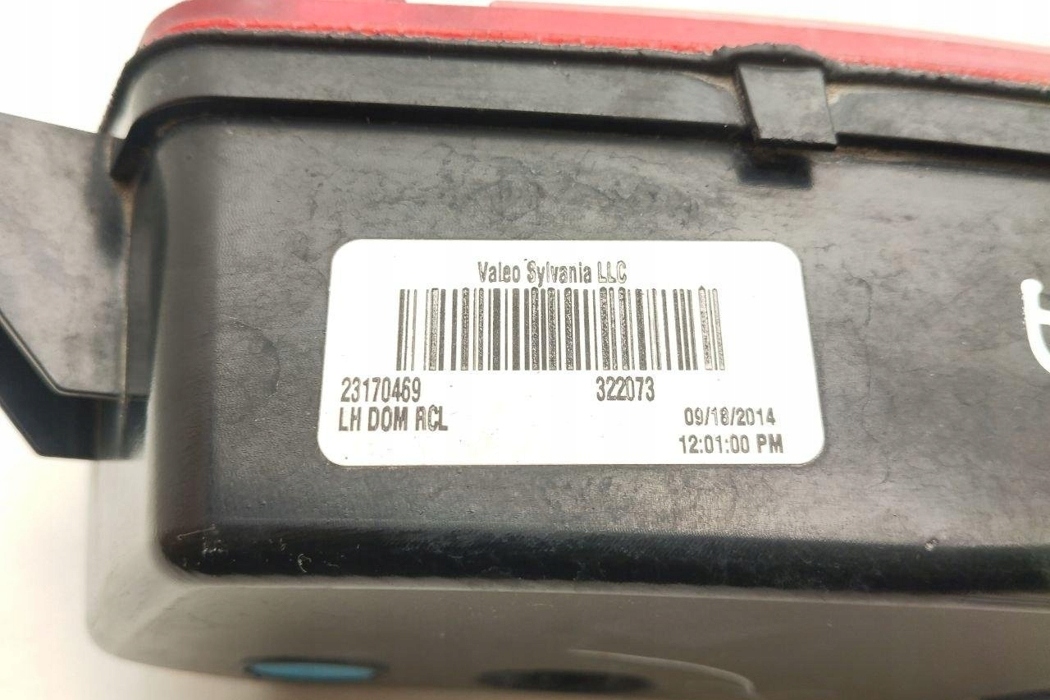 Valeo Sylvania LLC
23170469 322073
LH DOM RCL
09/18/2014
12:01:00 PM